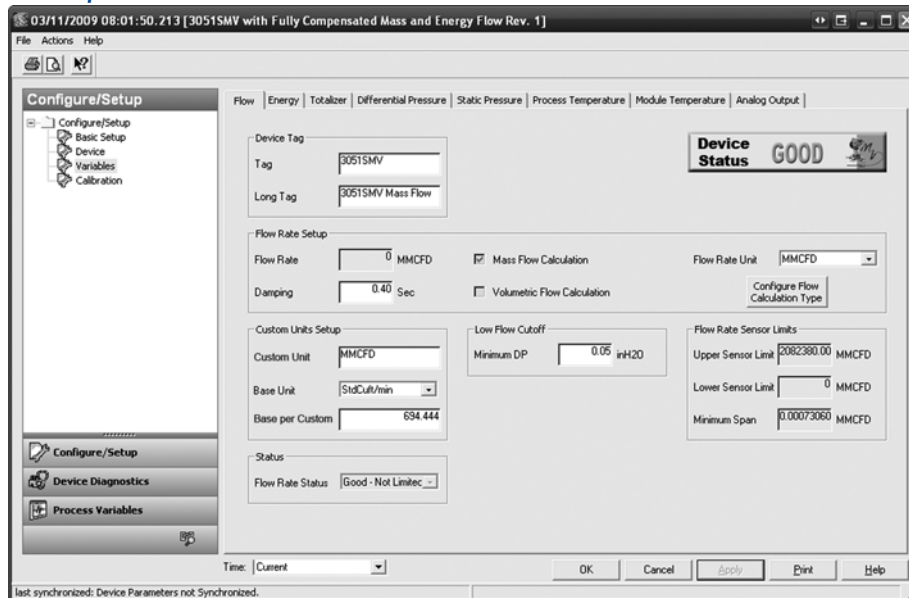 03/11/2009 08:01:50.213 [3051SMV with Fully Compensated Mass and Energy Flow Rev. 1]
File Actions Help
Configure/Setup
Configure/Setup
Basic Setup
Device
Variables
Calibration
Configure/Setup
Device Diagnostics
Process Variables
Flow Energy Totalizer Differential Pressure Static Pressure Process Temperature Module Temperature Analog Output
Device Tag
Tag 3051SMV
Long Tag 3051SMV Mass Flow
Device Status GOOD
Flow Rate Setup
Flow Rate 0 MMCFD
Mass Flow Calculation
Flow Rate Unit MMCFD
Damping 0.40 Sec
Volumetric Flow Calculation
Configure Flow
Calculation Type
Custom Units Setup
Custom Unit MMCFD
Base Unit StdCuft/min
Base per Custom 694.444
Low Flow Cutoff
Minimum DP 0.05 inH2O
Flow Rate Sensor Limits
Upper Sensor Limit 2082380.00 MMCFD
Lower Sensor Limit 0 MMCFD
Minimum Span 0.00073060 MMCFD
Status
Flow Rate Status Good - Not Limitec
Time: Current
OK Cancel Apply Print Help
last synchronized: Device Parameters not Synchronized.